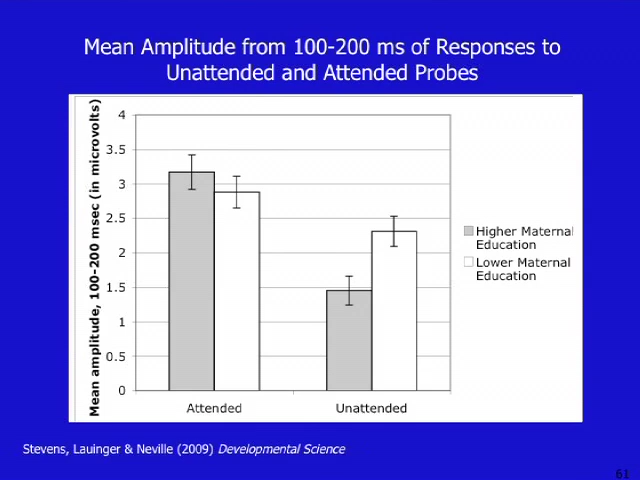 Mean Amplitude from 100-200 ms of Responses to
Unattended and Attended Probes
Mean amplitude, 100-200 msec (in microvolts)
4
3.5
3
2.5
2
1.5
1
0.5
0
Attended
Unattended
Higher Maternal
Education
Lower Maternal
Education
Stevens, Lauinger & Neville (2009) Developmental Science
61